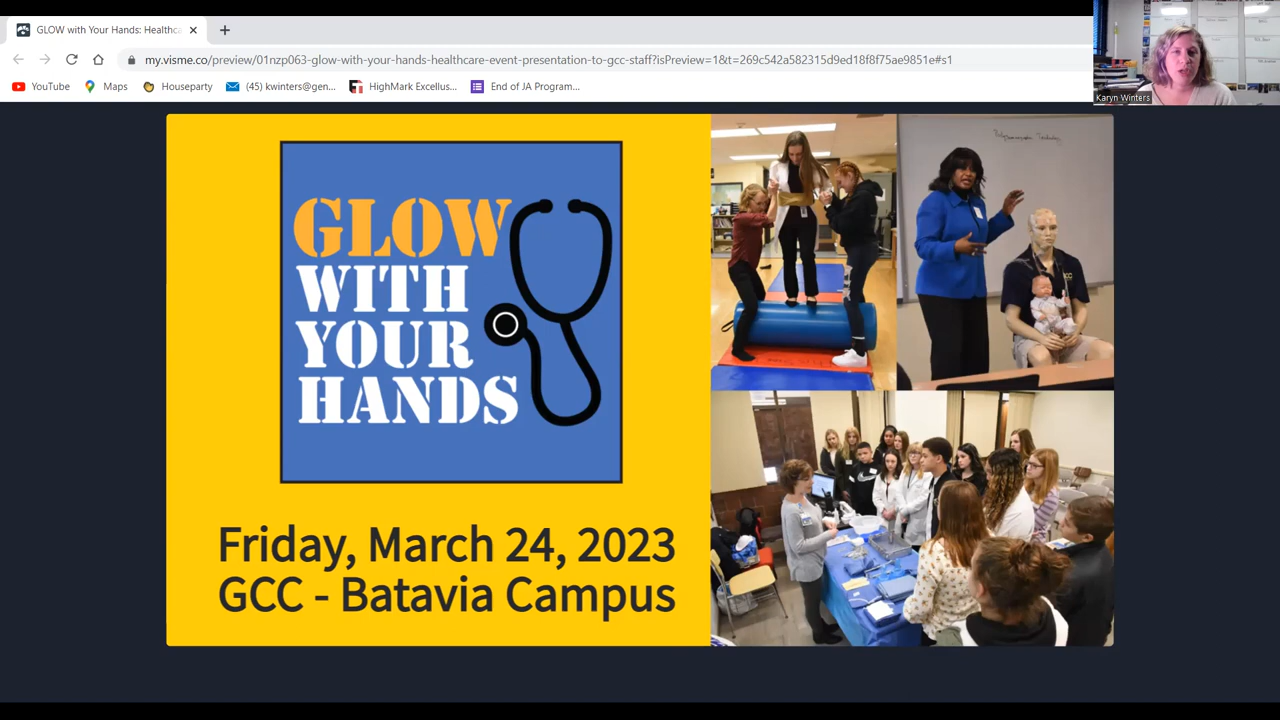 GLOW with Your Hands: Healthca
my.visme.co/preview/01nzp063-glow-with-your-hands-healthcare-event-presentation-to-gcc-staff?isPreview=1&t=269c542a582315d9ed18f8f75ae9851e#s1
YouTube Maps Houseparty (45) kwinters@gen... HighMark Excellus... End of JA Program...
Karyn Winters
GLOW
WITH
YOUR
HANDS
Friday, March 24, 2023
GCC - Batavia Campus